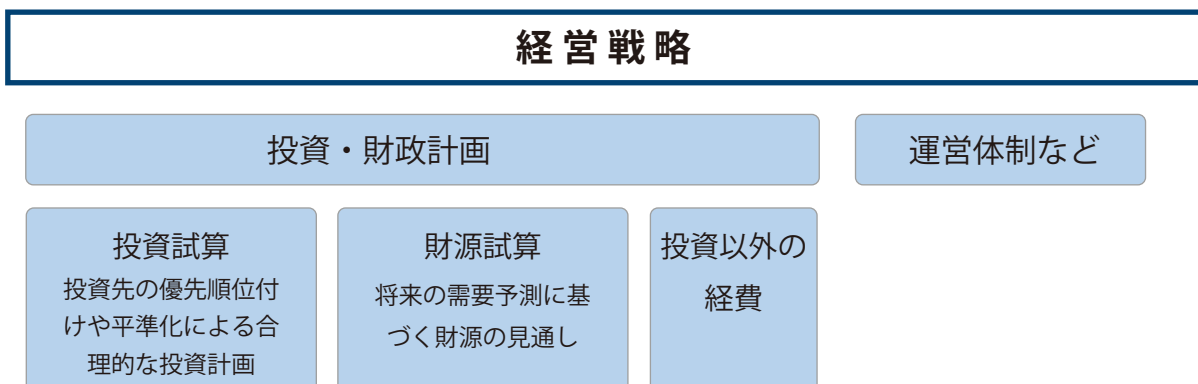 経営戦略
投資・財政計画
運営体制など
投資試算
投資先の優先順位付
けや平準化による合
理的な投資計画
財源試算
将来の需要予測に基
づく財源の見通し
投資以外の
経費